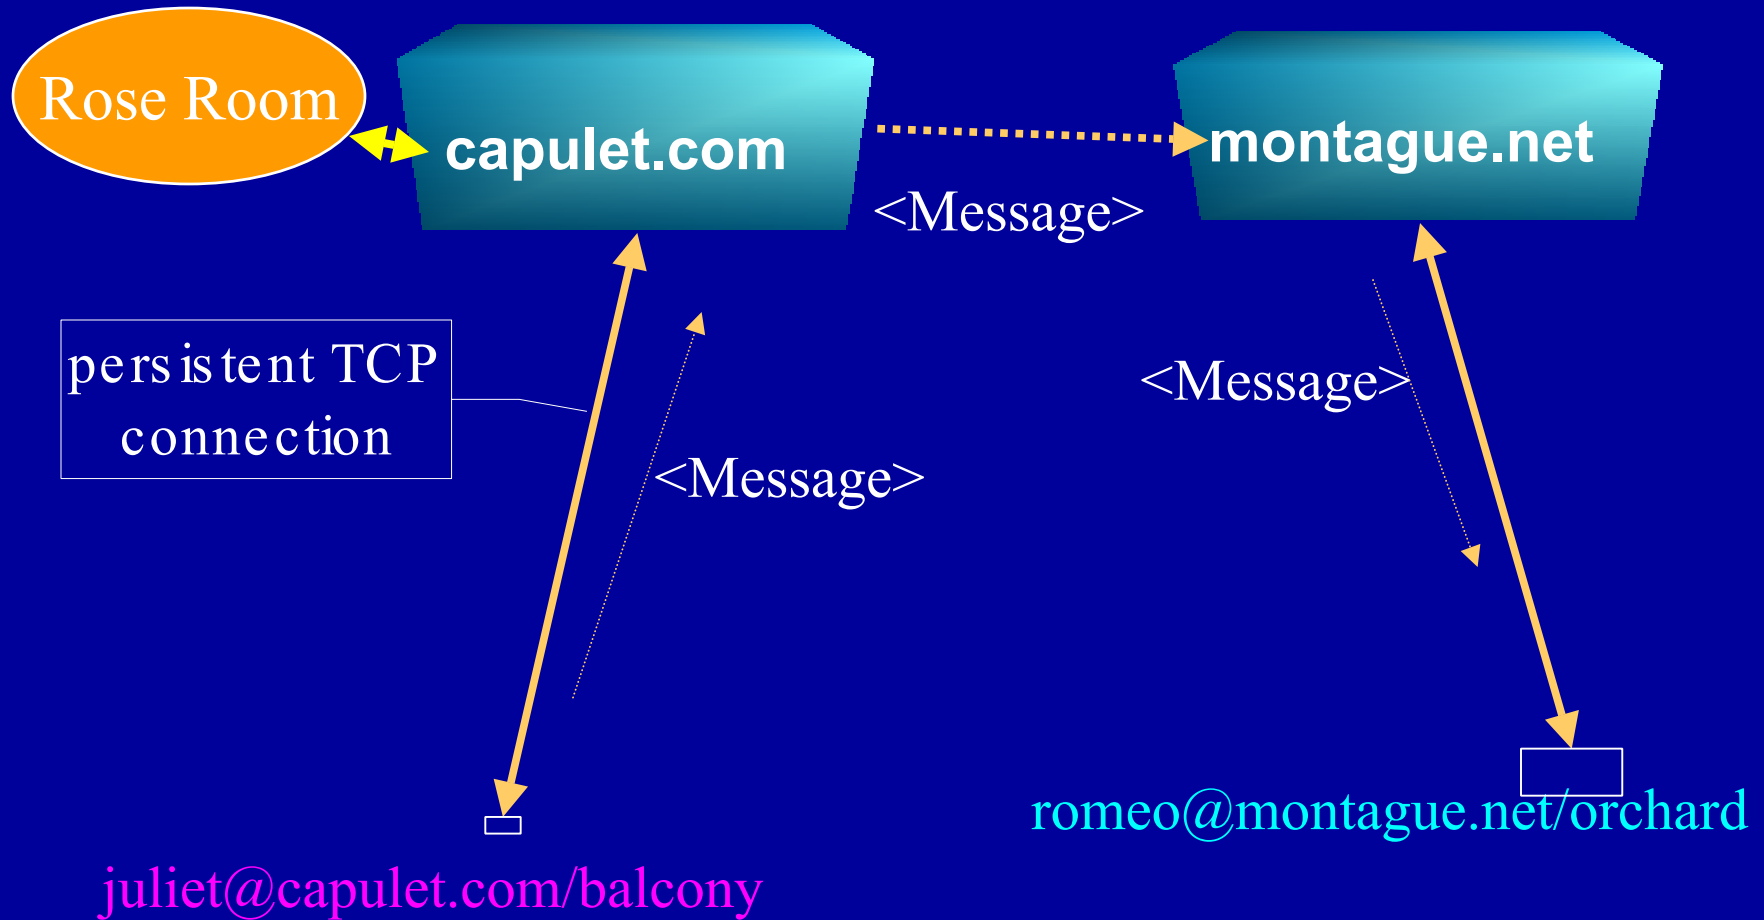 Rose Room
capulet.com
montague.net
<Message>
persistent TCP
connection
<Message>
<Message>
romeo@montague.net/orchard
juliet@capulet.com/balcony